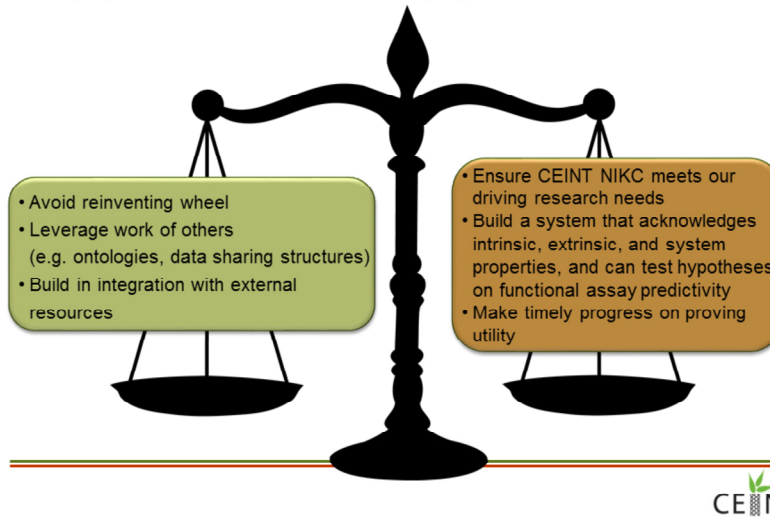 • Avoid reinventing wheel
• Leverage work of others
(e.g. ontologies, data sharing structures)
• Build in integration with external
resources
• Ensure CEINT NIKC meets our
driving research needs
• Build a system that acknowledges
intrinsic, extrinsic, and system
properties, and can test hypotheses
on functional assay predictivity
• Make timely progress on proving
utility